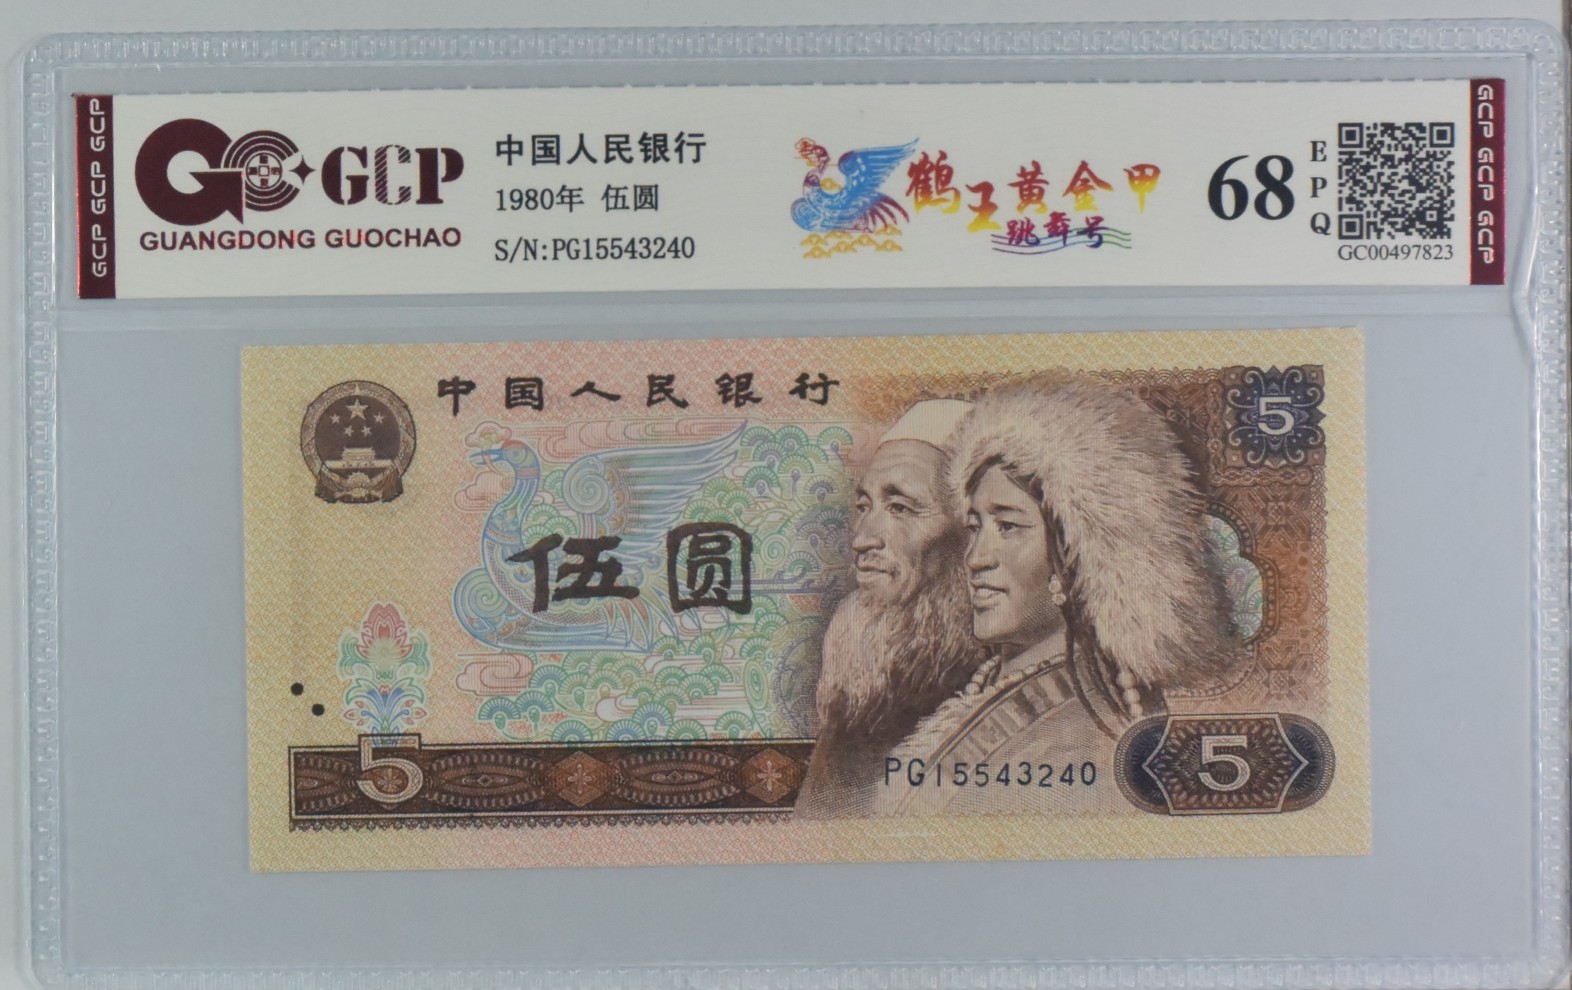 GCP GCP GCP
GCP
GUANGDONG GUOCHAO
中国人民银行
1980年 伍圆
S/N:PG15543240
鹤王黄金甲
跳舞号
68
EPQ
GC00497823
GCP GCP GCP
中国人民银行
5
伍圆
5
PG15543240
5